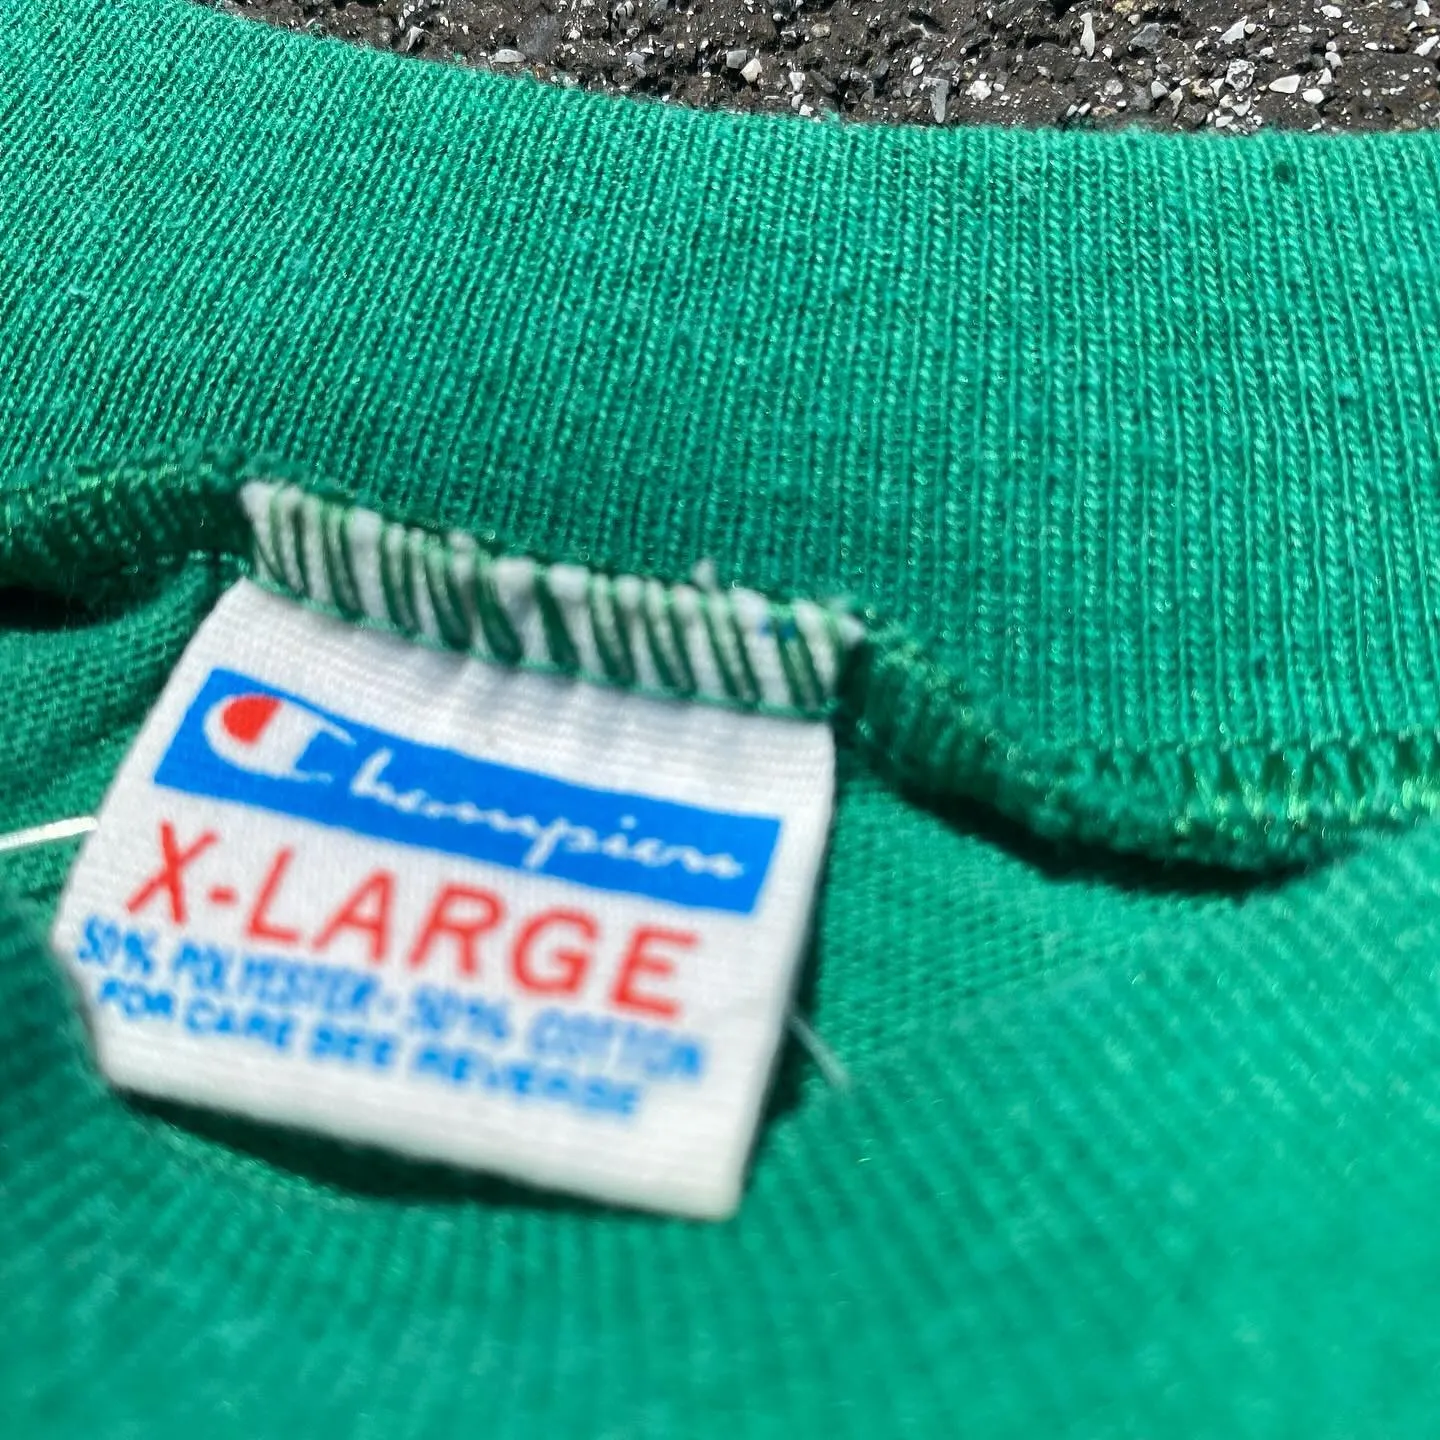 Champion
X-LARGE
50% POLYESTER • 50% COTTON
FOR CARE SEE REVERSE